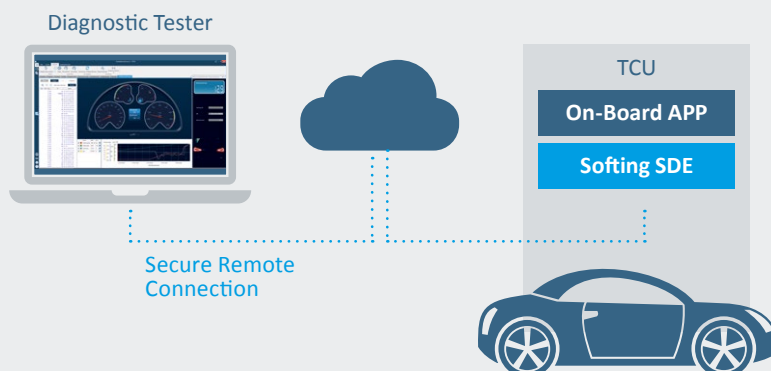 Diagnostic Tester
TCU
On-Board APP
Softing SDE
Secure Remote
Connection